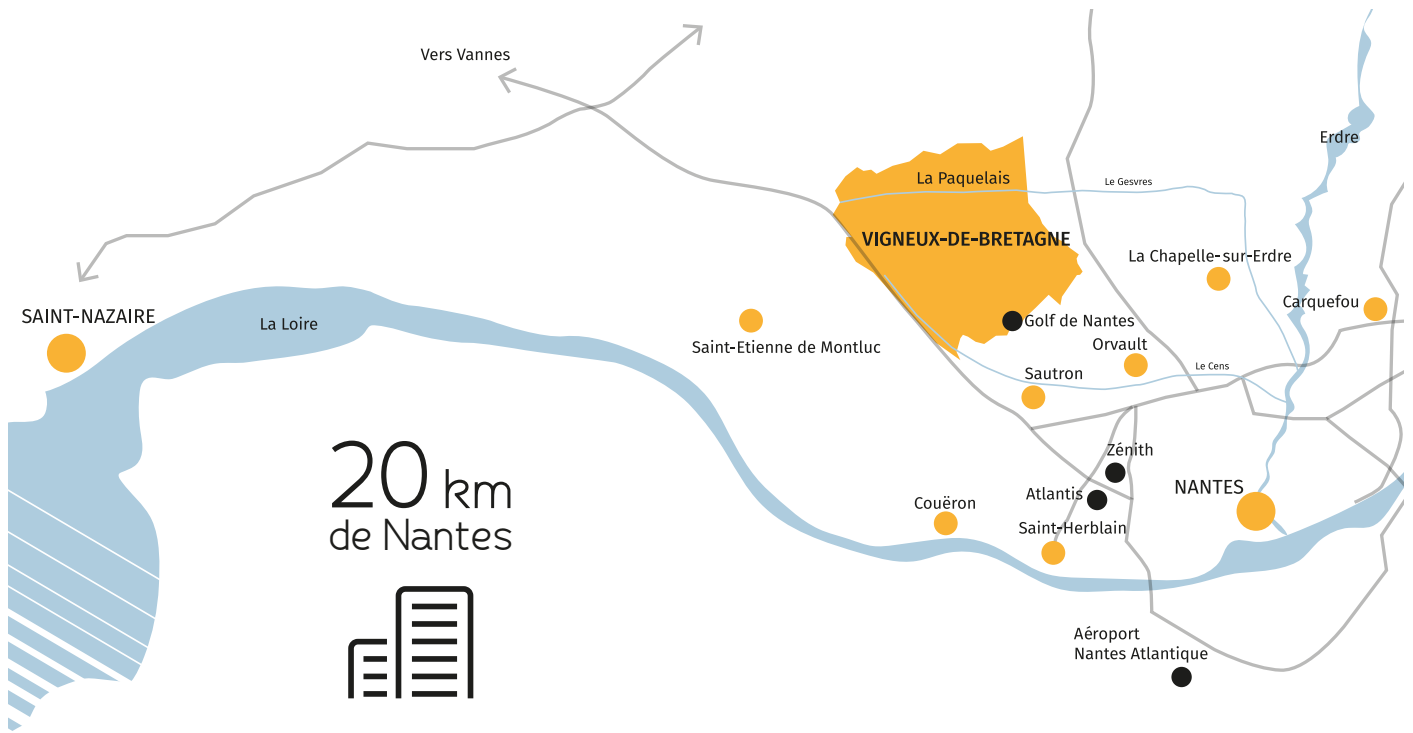 Vers Vannes
Erdre
La Paquelais
Le Gesvres
VIGNEUX-DE-BRETAGNE
La Chapelle-sur-Erdre
Carquefou
SAINT-NAZAIRE
La Loire
Golf de Nantes
Saint-Etienne de Montluc
Orvault
Sautron
Le Cens
20 km
de Nantes
Zénith
Atlantis
NANTES
Couëron
Saint-Herblain
Aéroport
Nantes Atlantique